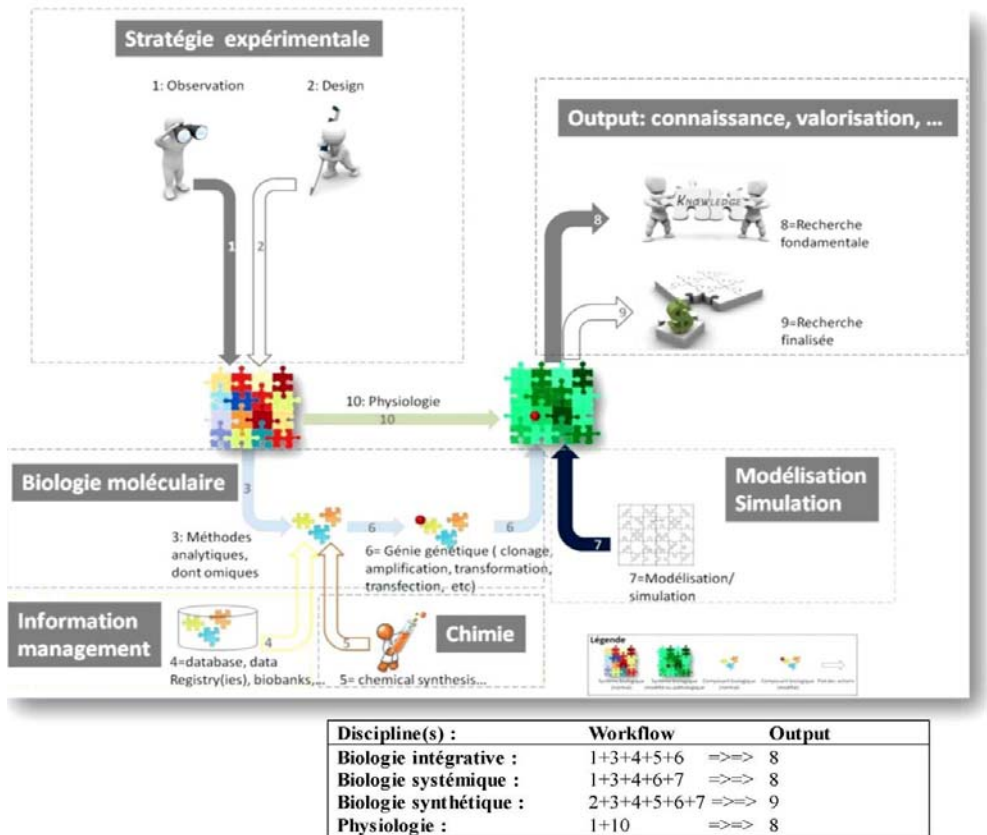 Stratégie expérimentale
1: Observation
2: Design
Output: connaissance, valorisation, ...
KNOWLEDGE
8=Recherche
fondamentale
9=Recherche
finalisée
1
2
8
9
10: Physiologie
10
Biologie moléculaire
3
3: Méthodes
analytiques,
dont omiques
6
6
6= Génie génétique ( clonage,
amplification, transformation,
transfection, etc)
Modélisation
Simulation
7
7=Modélisation/
simulation
Information
management
4
4=database, data
Registry(ies), biobanks,...
Chimie
5
5= chemical synthesis...
Légende
Discipline(s) : Workflow Output
Biologie intégrative : 1+3+4+5+6 =>=> 8
Biologie systémique : 1+3+4+6+7 =>=> 8
Biologie synthétique : 2+3+4+5+6+7 =>=> 9
Physiologie : 1+10 =>=> 8